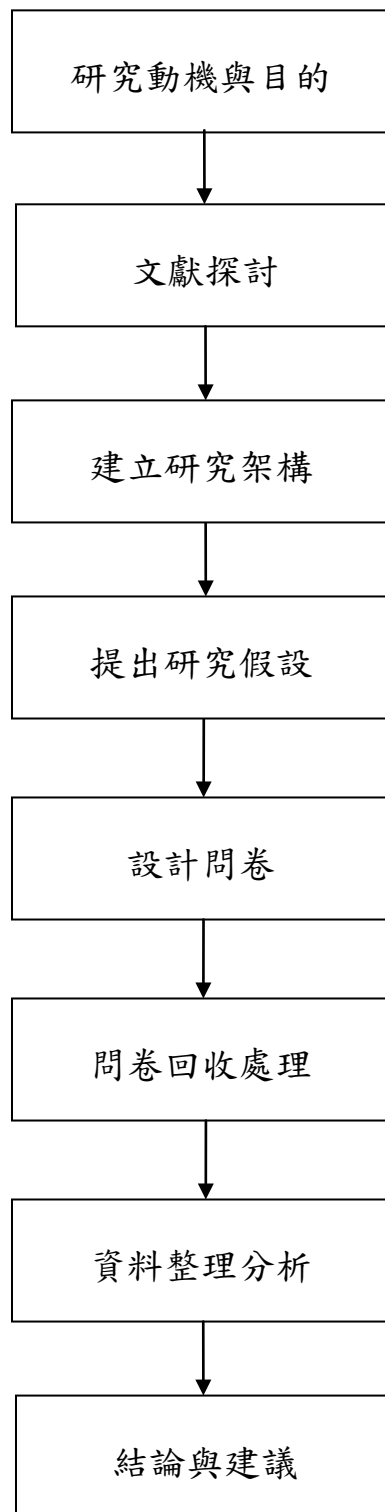 研究動機與目的
文獻探討
建立研究架構
提出研究假設
設計問卷
問卷回收處理
資料整理分析
結論與建議